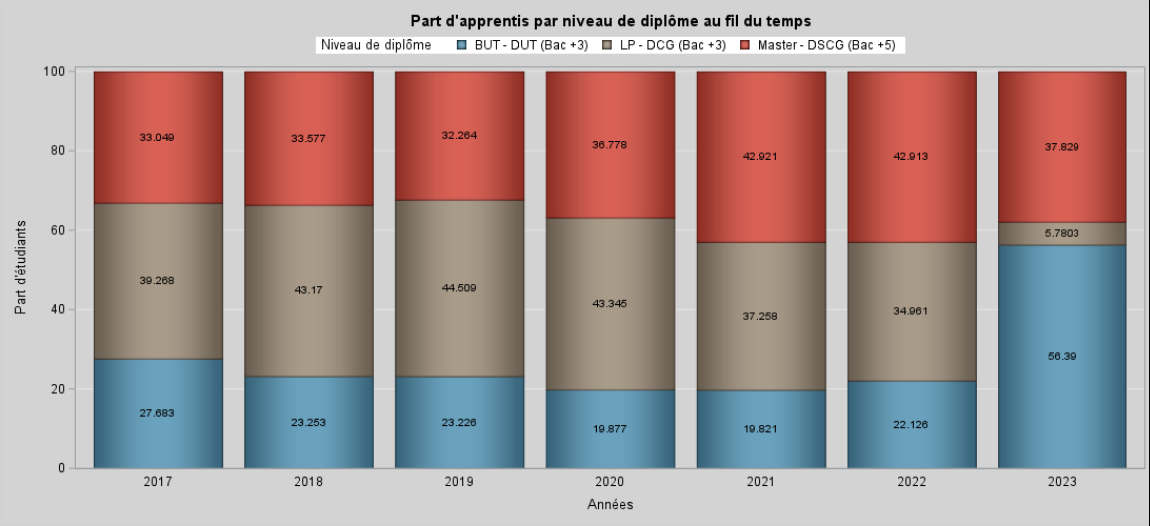 Part d'apprentis par niveau de diplôme au fil du temps
Niveau de diplôme BUT - DUT (Bac +3) LP - DCG (Bac +3) Master - DSCG (Bac +5)
Part d'étudiants
100
80
60
40
20
0
33.049 33.577 32.264 36.778 42.921 42.913 37.829
39.268 43.17 44.509 43.345 37.258 34.961 5.7803
27.683 23.253 23.226 19.877 19.821 22.126 56.39
2017 2018 2019 2020 2021 2022 2023
Années